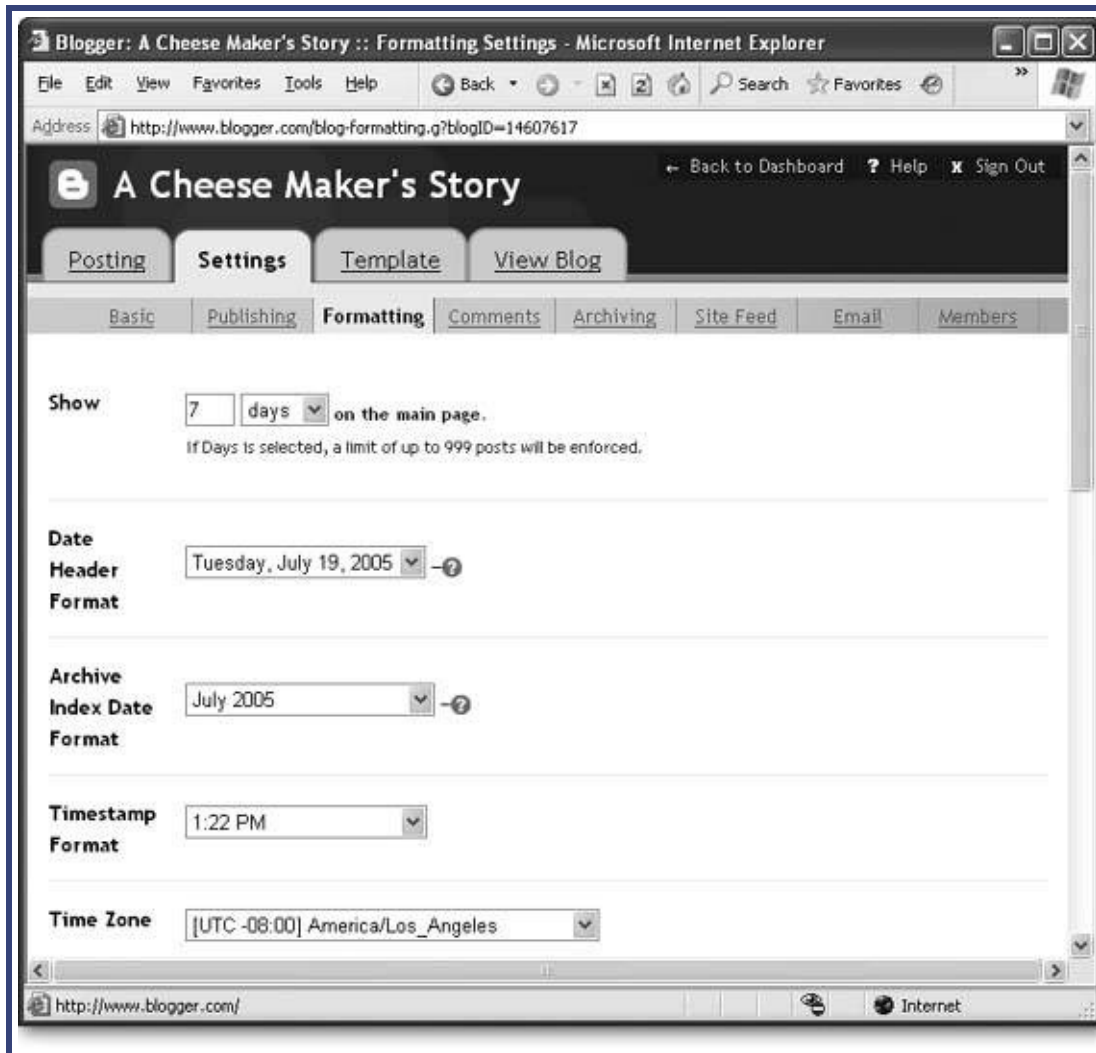 Blogger: A Cheese Maker's Story :: Formatting Settings - Microsoft Internet Explorer
File Edit View Favorites Tools Help Back Search Favorites »
Address http://www.blogger.com/blog-formatting.g?blogID=14607617
← Back to Dashboard ? Help x Sign Out
A Cheese Maker's Story
Posting Settings Template View Blog
Basic Publishing Formatting Comments Archiving Site Feed Email Members
Show 7 days on the main page.
If Days is selected, a limit of up to 999 posts will be enforced.
Date
Header
Format
Tuesday, July 19, 2005
Archive
Index Date
Format
July 2005
Timestamp
Format
1:22 PM
Time Zone [UTC -08:00] America/Los_Angeles
http://www.blogger.com/ Internet